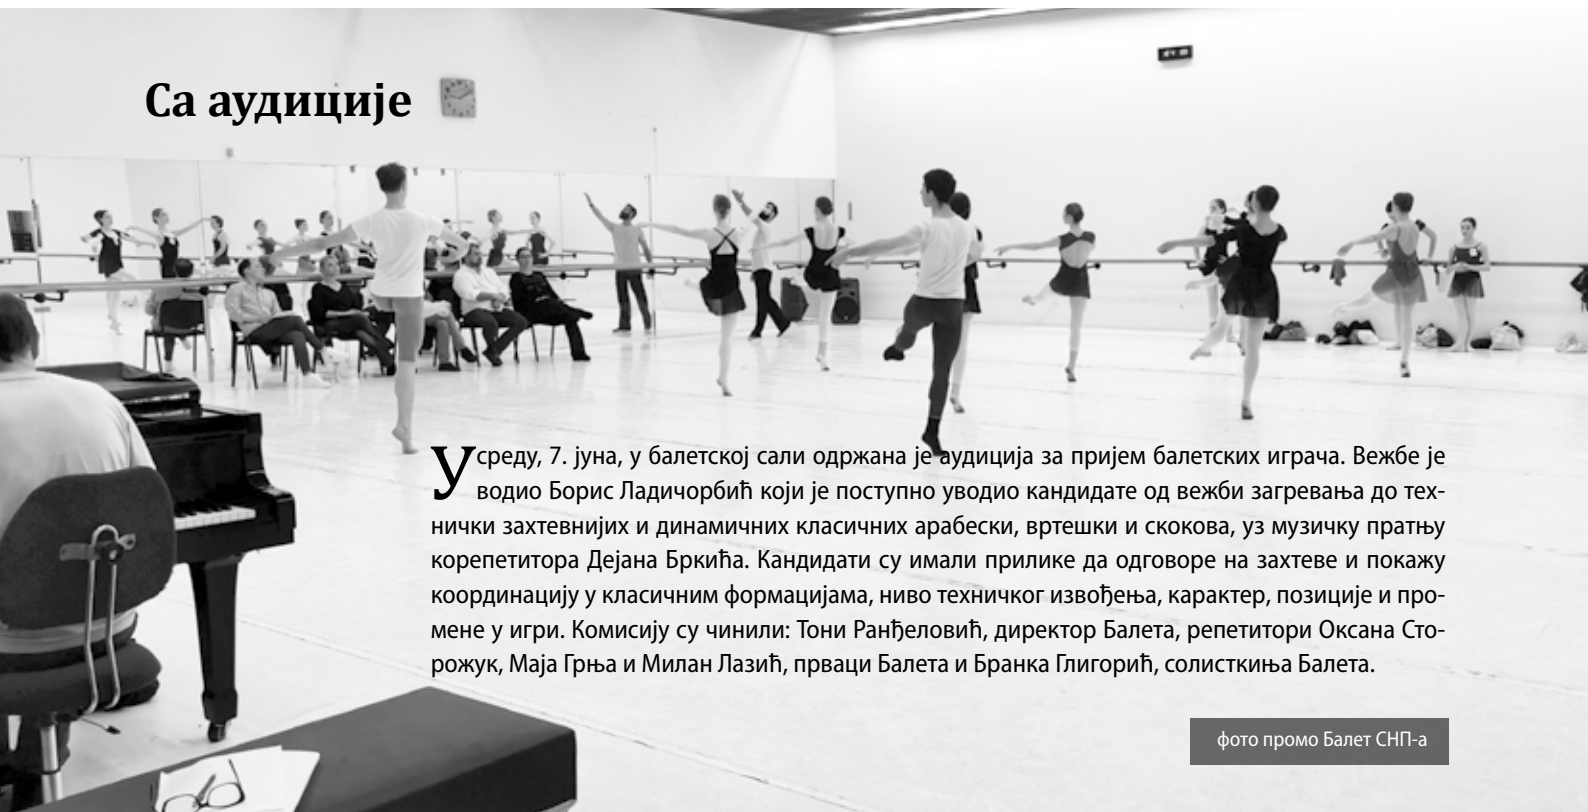 Са аудиције
У среду, 7. јуна, у балетској сали одржана је аудиција за пријем балетских играча. Вежбе је
водио Борис Ладичорбић који је поступно уводио кандидате од вежби загревања до тех-
нички захтевнијих и динамичних класичних арабески, вртешки и скокова, уз музичку пратњу
корепетитора Дејана Бркића. Кандидати су имали прилике да одговоре на захтеве и покажу
координацију у класичним формацијама, ниво техничког извођења, карактер, позиције и про-
мене у игри. Комисију су чинили: Тони Ранђеловић, директор Балета, репетитори Оксана Сто-
рожук, Маја Грња и Милан Лазић, прваци Балета и Бранка Глигорић, солисткиња Балета.
фото промо Балет СНП-а